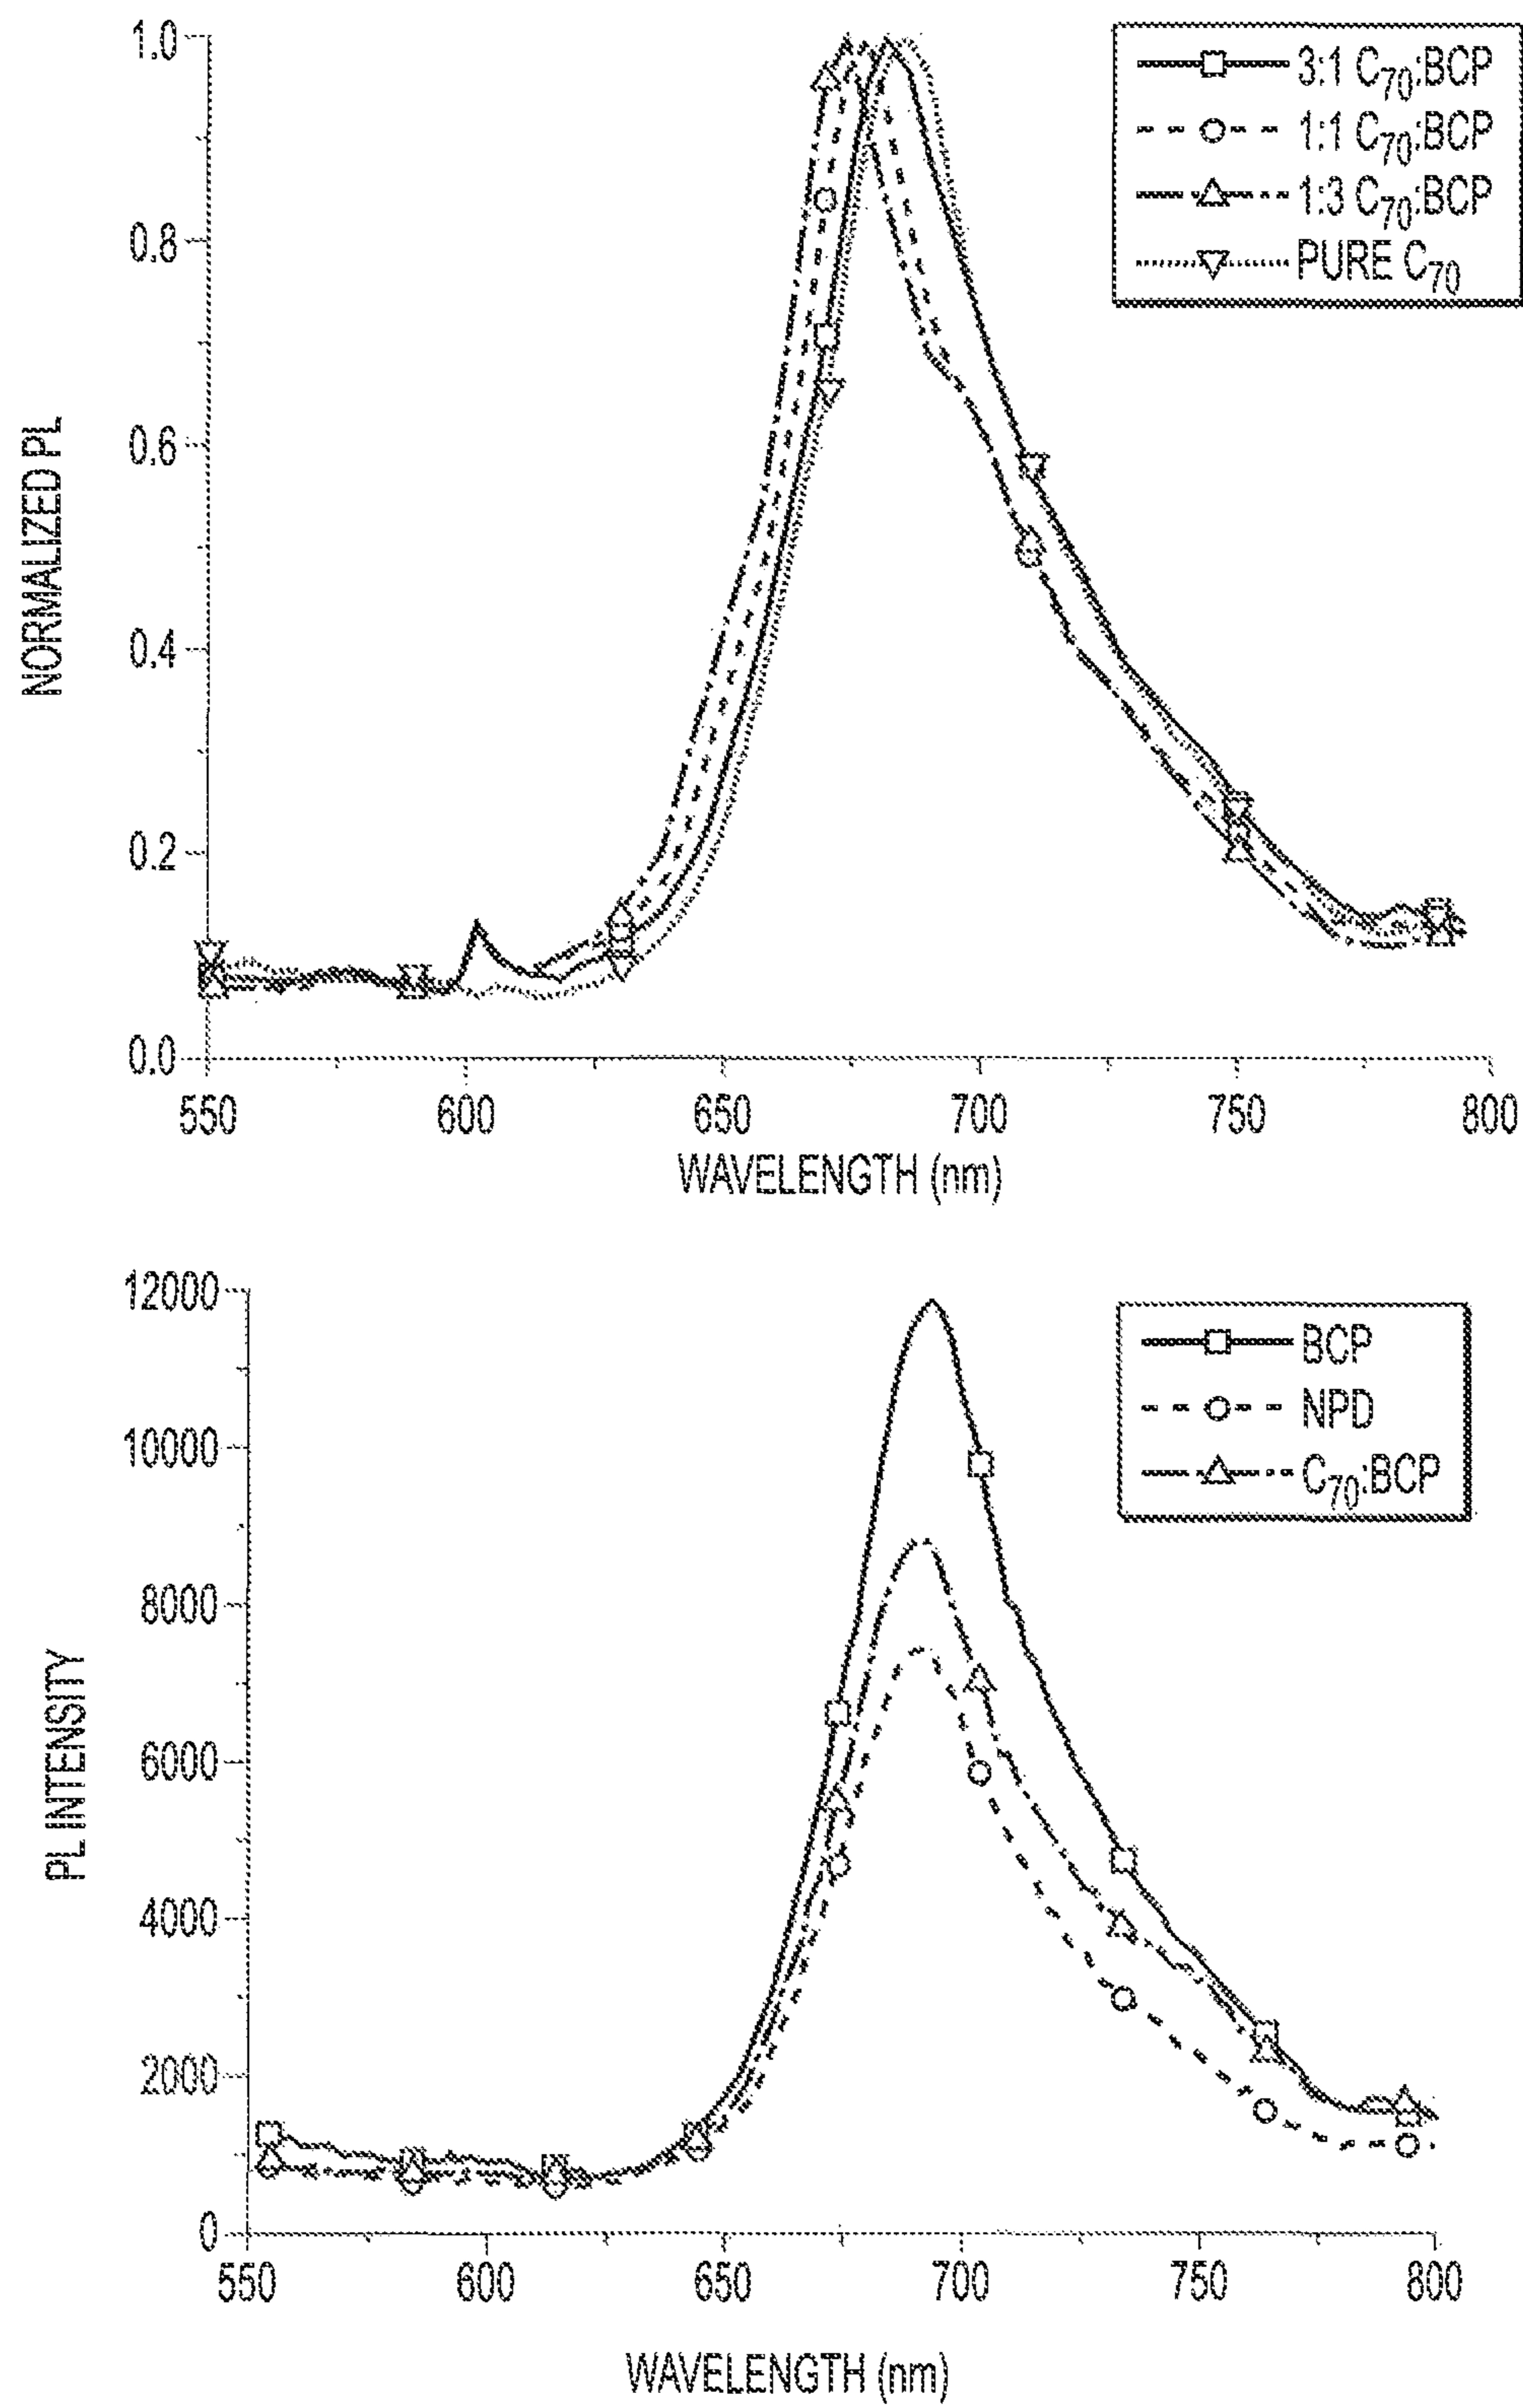 1.0
0.8
0.6
0.4
0.2
0.0
NORMALIZED PL
550 600 650 700 750 800
WAVELENGTH (nm)
3:1 C70:BCP
1:1 C70:BCP
1:3 C70:BCP
PURE C70
12000
10000
8000
6000
4000
2000
0
PL INTENSITY
550 600 650 700 750 800
WAVELENGTH (nm)
BCP
NPD
C70:BCP